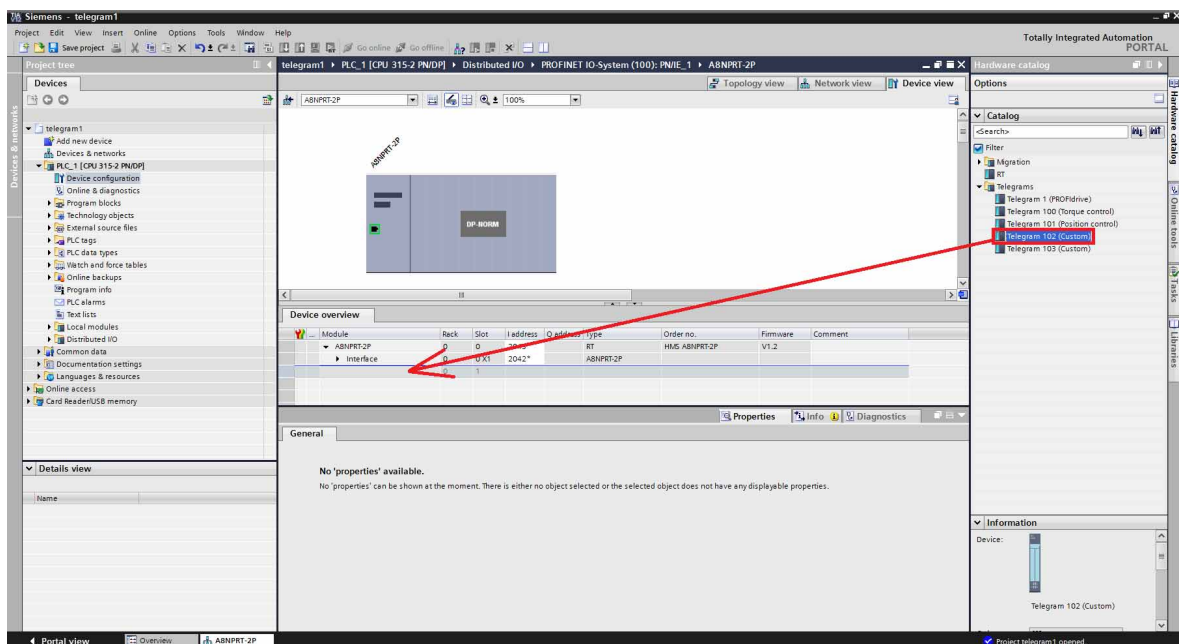 Siemens - telegram1
Project Edit View Insert Online Options Tools Window Help
Totally Integrated Automation
PORTAL
Save project Go online Go offline
Project tree
telegram1 PLC_1 [CPU 315-2 PN/DP] Distributed I/O PROFINET IO-System (100): PN/IE_1 ABNPRT-2P
Hardware catalog
Devices
Topology view Network view Device view
Options
ABNPRT-2P 100%
Catalog
<Search>
Filter
Migration
RT
Telegrams
Telegram 1 (PROFIdrive)
Telegram 100 (Torque control)
Telegram 101 (Position control)
Telegram 102 (Custom)
Telegram 103 (Custom)
telegram1
Add new device
Devices & networks
PLC_1 [CPU 315-2 PN/DP]
Device configuration
Online & diagnostics
Program blocks
Technology objects
External source files
PLC tags
PLC data types
Watch and force tables
Online backups
Program info
PLC alarms
Text lists
Local modules
Distributed I/O
Common data
Documentation settings
Languages & resources
Online access
Card Reader/USB memory
ABNPRT-2P
DP-NORM
Device overview
... Module Rack Slot I address Q address Type Order no. Firmware Comment
ABNPRT-2P 0 0 RT HMS ABNPRT-2P V1.2
Interface 0 0 X1 2042* ABNPRT-2P
0 1
Properties Info Diagnostics
General
No 'properties' available.
No 'properties' can be shown at the moment. There is either no object selected or the selected object does not have any displayable properties.
Details view
Name
Information
Device:
Telegram 102 (Custom)
Devices & networks
Hardware catalog
Online tools
Tasks
Libraries
Portal view Overview ABNPRT-2P
Project telegram1 opened.